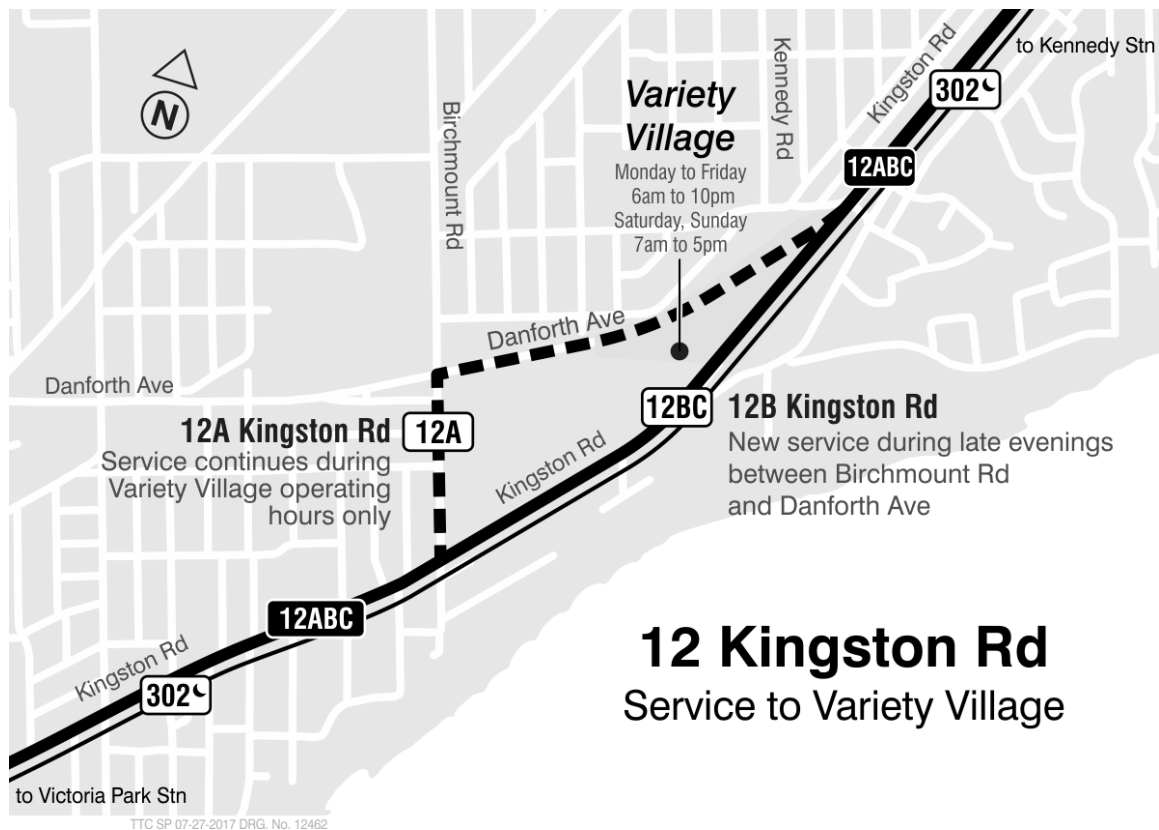 to Kennedy Stn
Kingston Rd
302
Kennedy Rd
Variety
Village
Monday to Friday
6am to 10pm
Saturday, Sunday
7am to 5pm
N
Birchmount Rd
12ABC
Danforth Ave
Danforth Ave
12A Kingston Rd
Service continues during
Variety Village operating
hours only
12A
12BC
12B Kingston Rd
New service during late evenings
between Birchmount Rd
and Danforth Ave
Kingston Rd
12ABC
Kingston Rd
302
12 Kingston Rd
Service to Variety Village
to Victoria Park Stn
TTC SP 07-27-2017 DRG. No. 12462